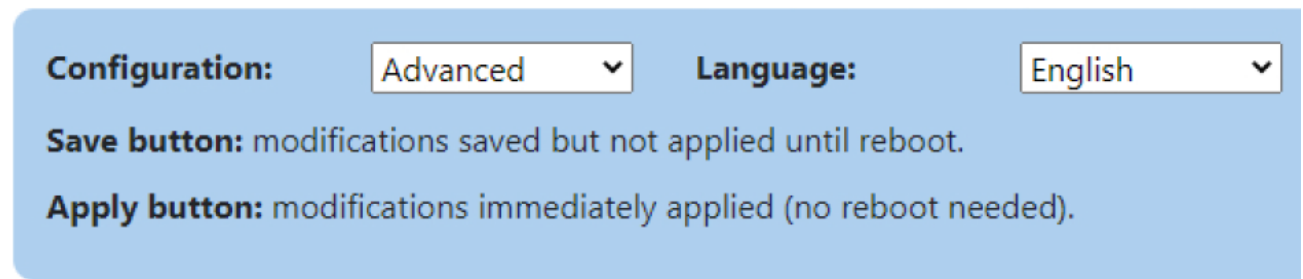 Configuration: Advanced Language: English
Save button: modifications saved but not applied until reboot.
Apply button: modifications immediately applied (no reboot needed).